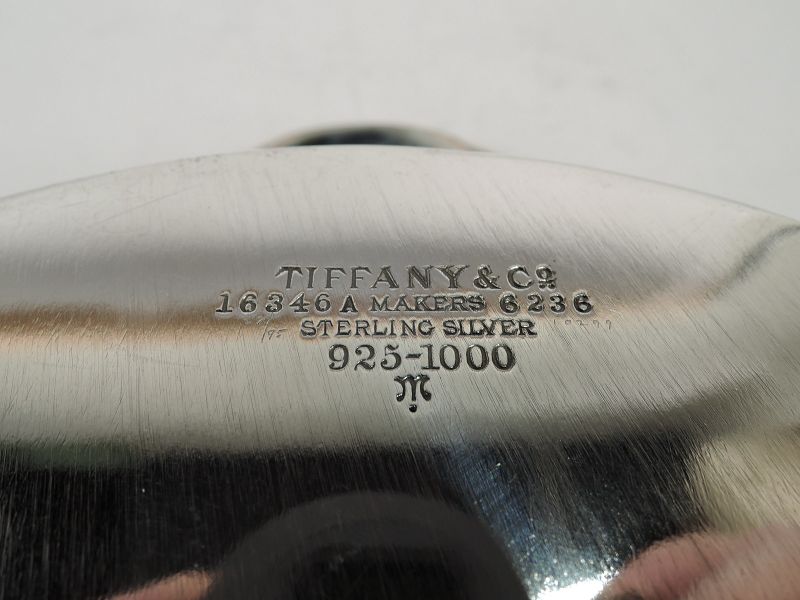 TIFFANY & Co.
16346A MAKERS 6236
STERLING SILVER
925-1000
M